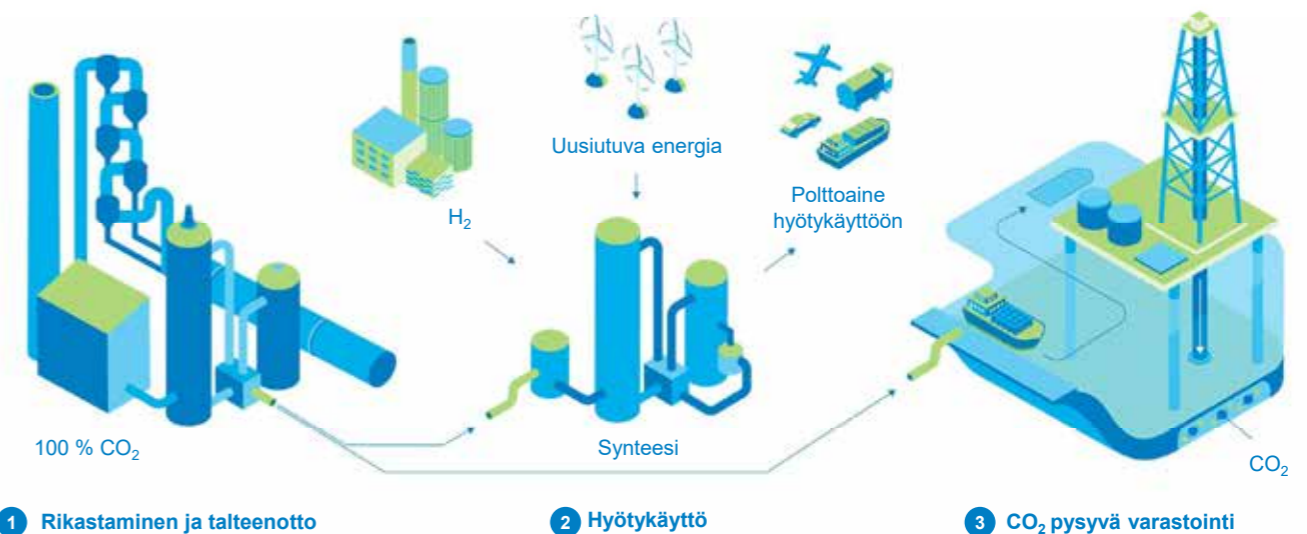 Uusiutuva energia
H₂
Polttoaine
hyötykäyttöön
100 % CO₂
Synteesi
CO₂
1 Rikastaminen ja talteenotto
2 Hyötykäyttö
3 CO₂ pysyvä varastointi